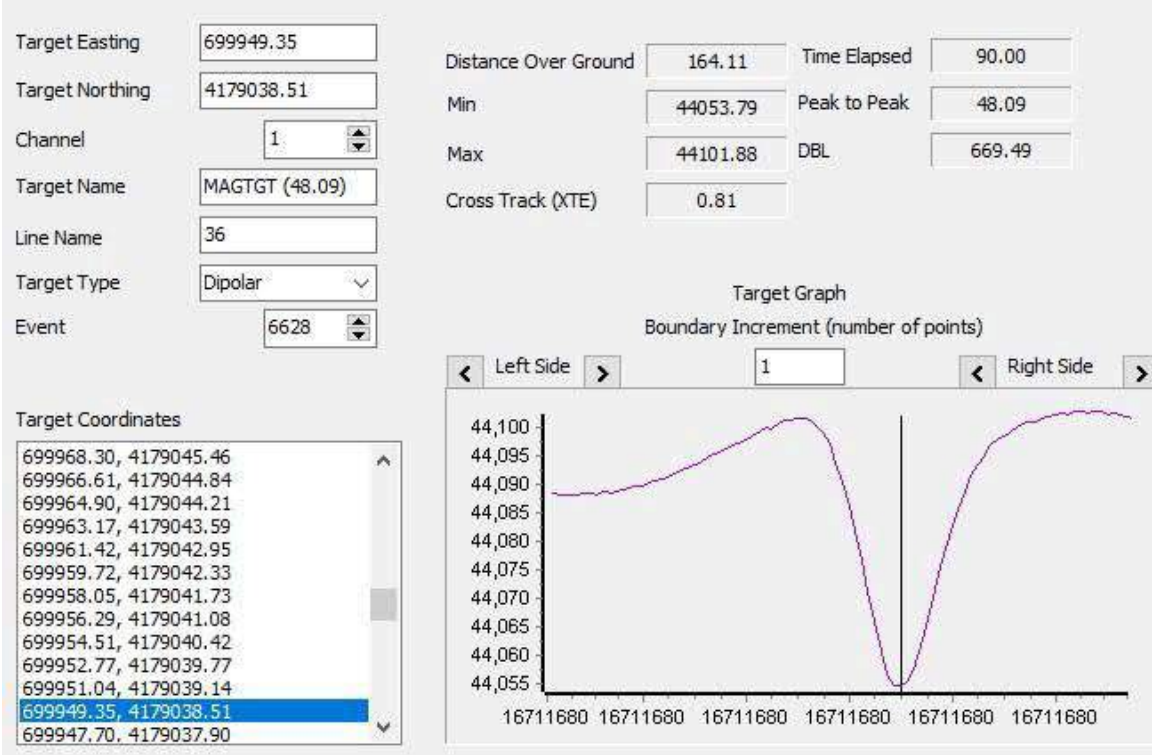 Target Easting 699949.35
Target Northing 4179038.51
Channel 1
Target Name MAGTGT (48.09)
Line Name 36
Target Type Dipolar
Event 6628
Distance Over Ground 164.11 Time Elapsed 90.00
Min 44053.79 Peak to Peak 48.09
Max 44101.88 DBL 669.49
Cross Track (XTE) 0.81
Target Graph
Boundary Increment (number of points)
< Left Side > 1 < Right Side >
Target Coordinates
699968.30, 4179045.46
699966.61, 4179044.84
699964.90, 4179044.21
699963.17, 4179043.59
699961.42, 4179042.95
699959.72, 4179042.33
699958.05, 4179041.73
699956.29, 4179041.08
699954.51, 4179040.42
699952.77, 4179039.77
699951.04, 4179039.14
699949.35, 4179038.51
699947.70, 4179037.90
44,100
44,095
44,090
44,085
44,080
44,075
44,070
44,065
44,060
44,055
16711680 16711680 16711680 16711680 16711680 16711680